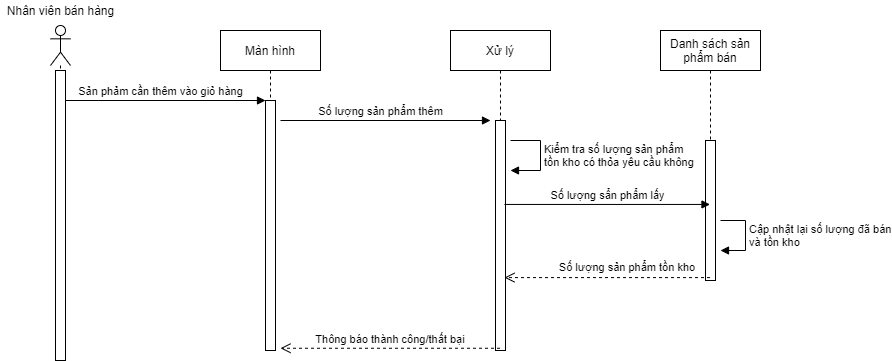 Nhân viên bán hàng
Màn hình
Xử lý
Danh sách sản
phẩm bán
Sản phảm cần thêm vào giỏ hàng
Số lượng sản phẩm thêm
Kiểm tra số lượng sản phẩm
tồn kho có thỏa yêu cầu không
Số lượng sẩn phẩm lấy
Cập nhật lại số lượng đã bán
và tồn kho
Số lượng sản phẩm tồn kho
Thông báo thành công/thất bại